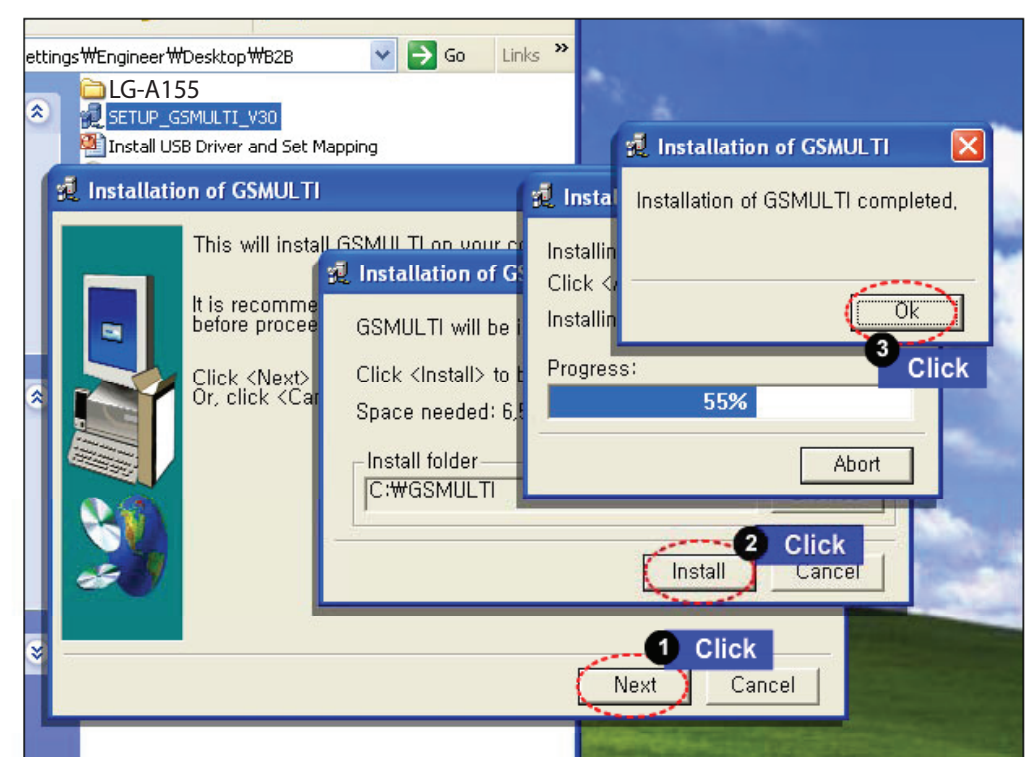 ettings₩Engineer₩Desktop₩B2B
Go
Links »
LG-A155
SETUP_GSMULTI_V30
Install USB Driver and Set Mapping
Installation of GSMULTI
This will install GSMULTI on your
It is recomme
before procee
Click <Next>
Or, click <Ca
Next
Cancel
1 Click
Installation of GS
GSMULTI will be i
Click <Install> to b
Space needed: 6,5
Install folder
C:₩GSMULTI
Install
Cancel
2 Click
Instal
Installin
Click <
Installin
Progress:
55%
Abort
Installation of GSMULTI
Installation of GSMULTI completed,
Ok
3 Click